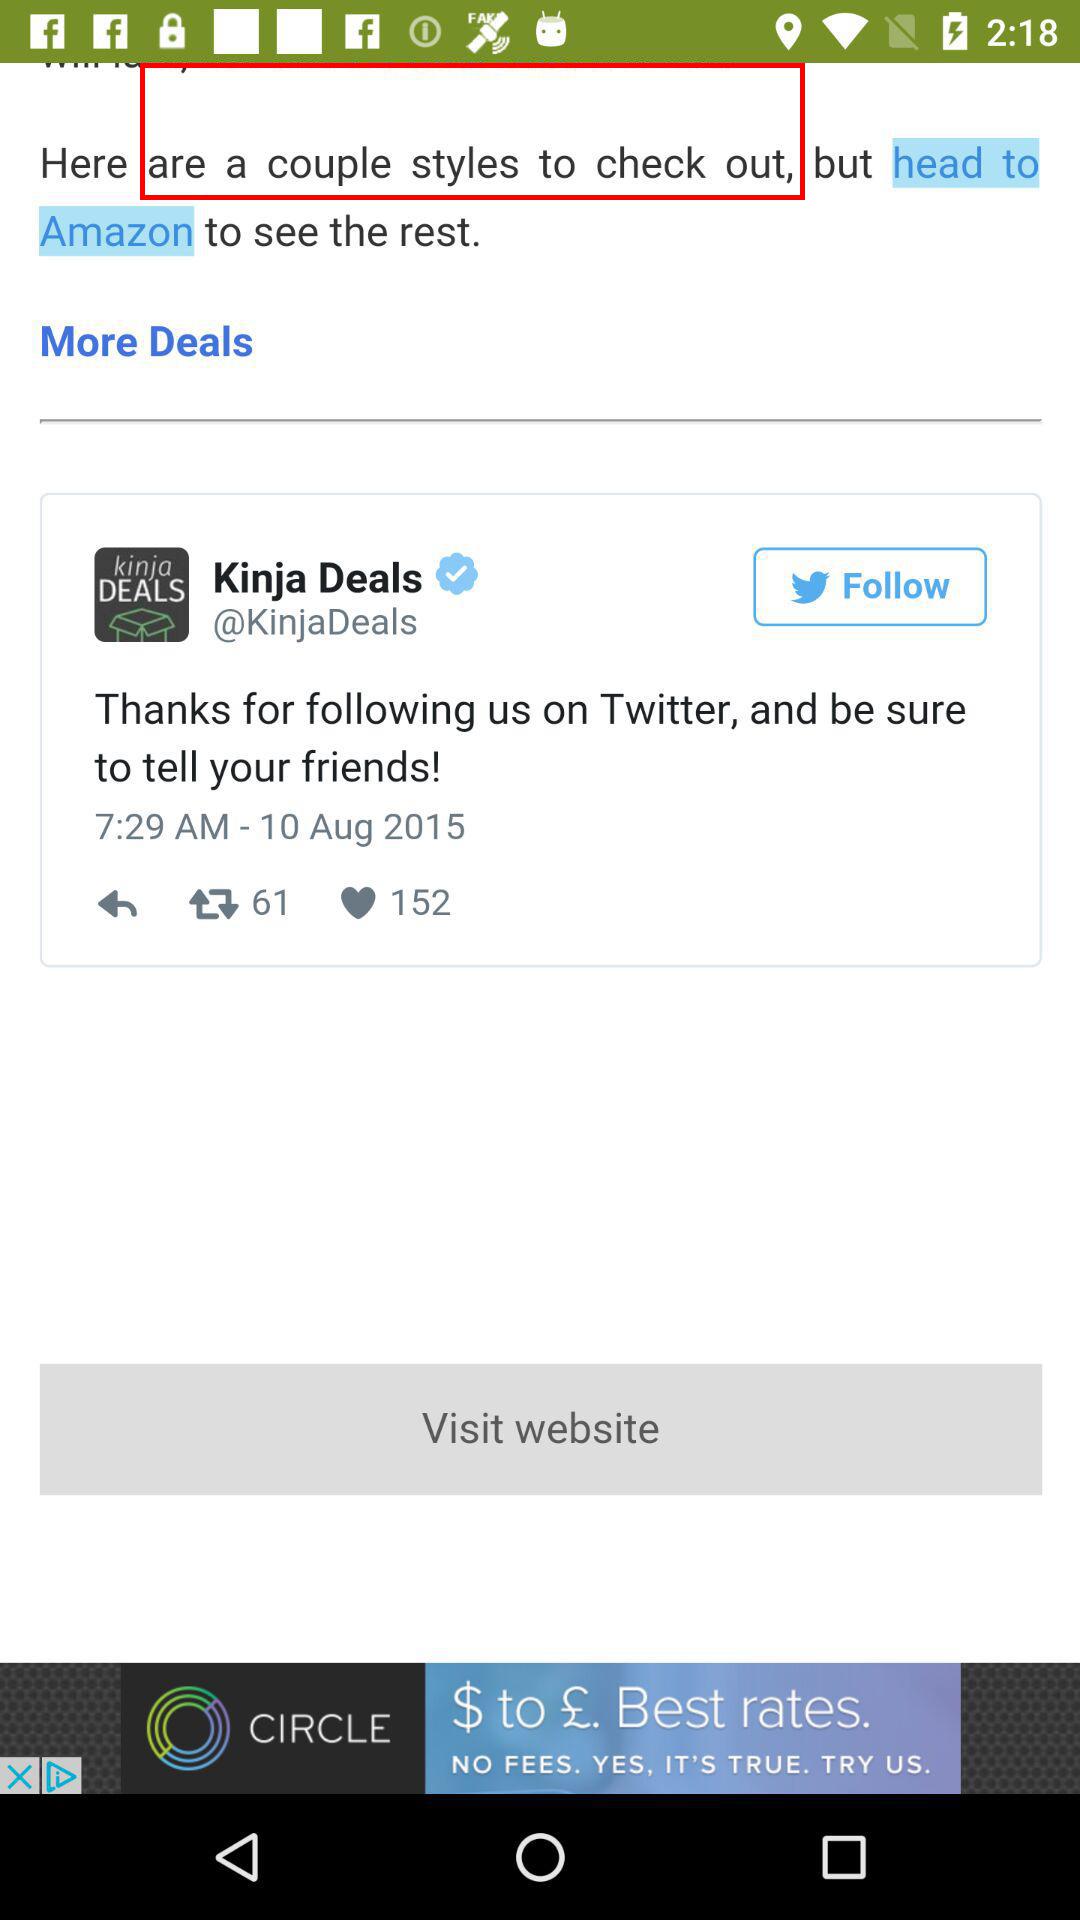 2:18
Here are a couple styles to check out, but head to
Amazon to see the rest.
More Deals
kinja
DEALS
Kinja Deals
@KinjaDeals
Follow
Thanks for following us on Twitter, and be sure
to tell your friends!
7:29 AM - 10 Aug 2015
61 152
Visit website
CIRCLE
$ to £. Best rates.
NO FEES. YES, IT'S TRUE. TRY US.